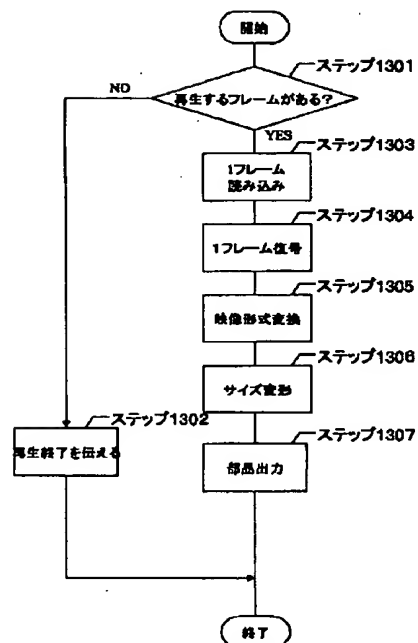 開始
ステップ1301
再生するフレームがある?
NO
YES
ステップ1303
1フレーム
読み込み
ステップ1304
1フレーム復号
ステップ1305
映像形式変換
ステップ1306
サイズ変形
ステップ1302
再生終了を伝える
ステップ1307
部品出力
終了